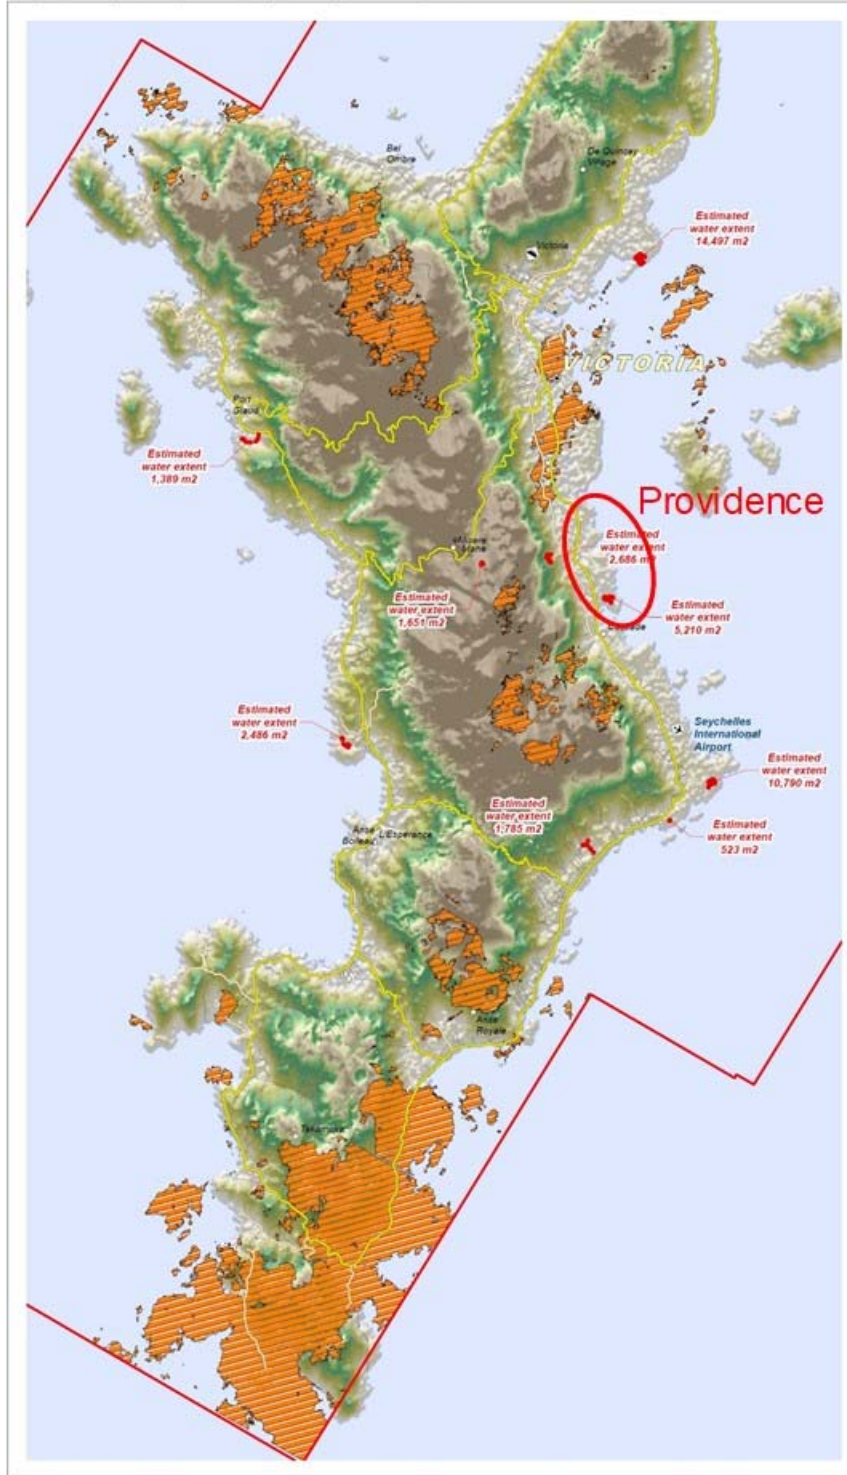 Bel
Ombre
De Quincey
Village
Estimated
water extent
14,497 m2
Victoria
VICTORIA
Port
Glaud
Estimated
water extent
1,389 m2
Providence
Estimated
water extent
2,686 m2
Estimated
water extent
1,651 m2
Estimated
water extent
5,210 m2
Estimated
water extent
2,486 m2
Seychelles
International
Airport
Estimated
water extent
10,790 m2
Estimated
water extent
1,785 m2
Estimated
water extent
523 m2
Anse
Boileau
L'Esperance
Anse
Royale
Takamaka